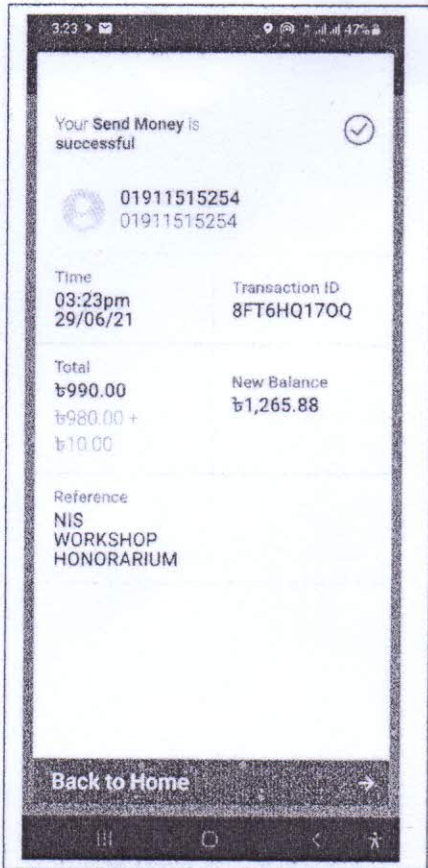 3:23
47%
Your Send Money is
successful
01911515254
01911515254
Time
03:23pm
29/06/21
Transaction ID
8FT6HQ17OQ
Total
৳990.00
৳980.00 +
৳10.00
New Balance
৳1,265.88
Reference
NIS
WORKSHOP
HONORARIUM
Back to Home